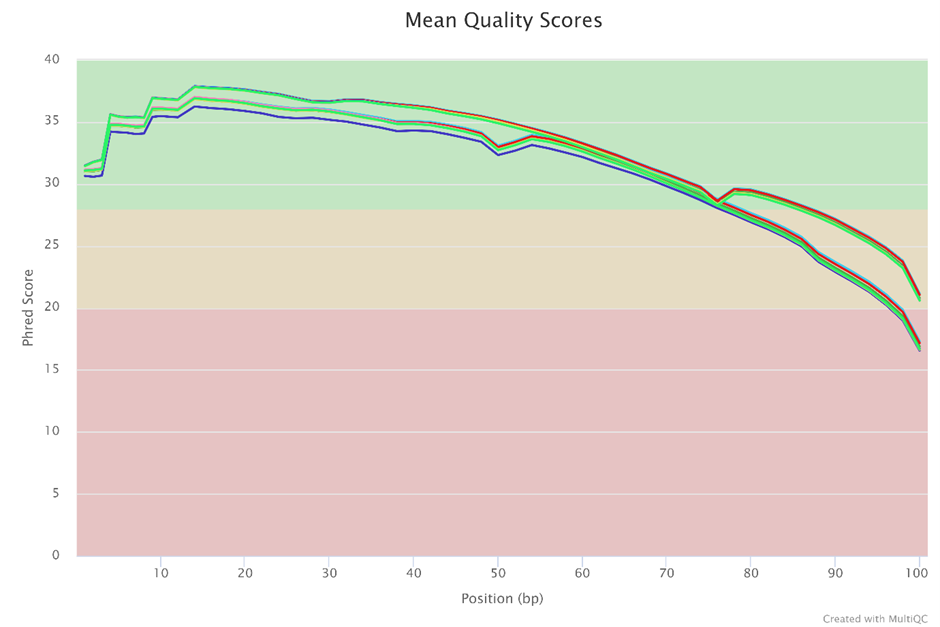 Mean Quality Scores
40
35
30
25
20
15
10
5
0
Phred Score
10 20 30 40 50 60 70 80 90 100
Position (bp)
Created with MultiQC